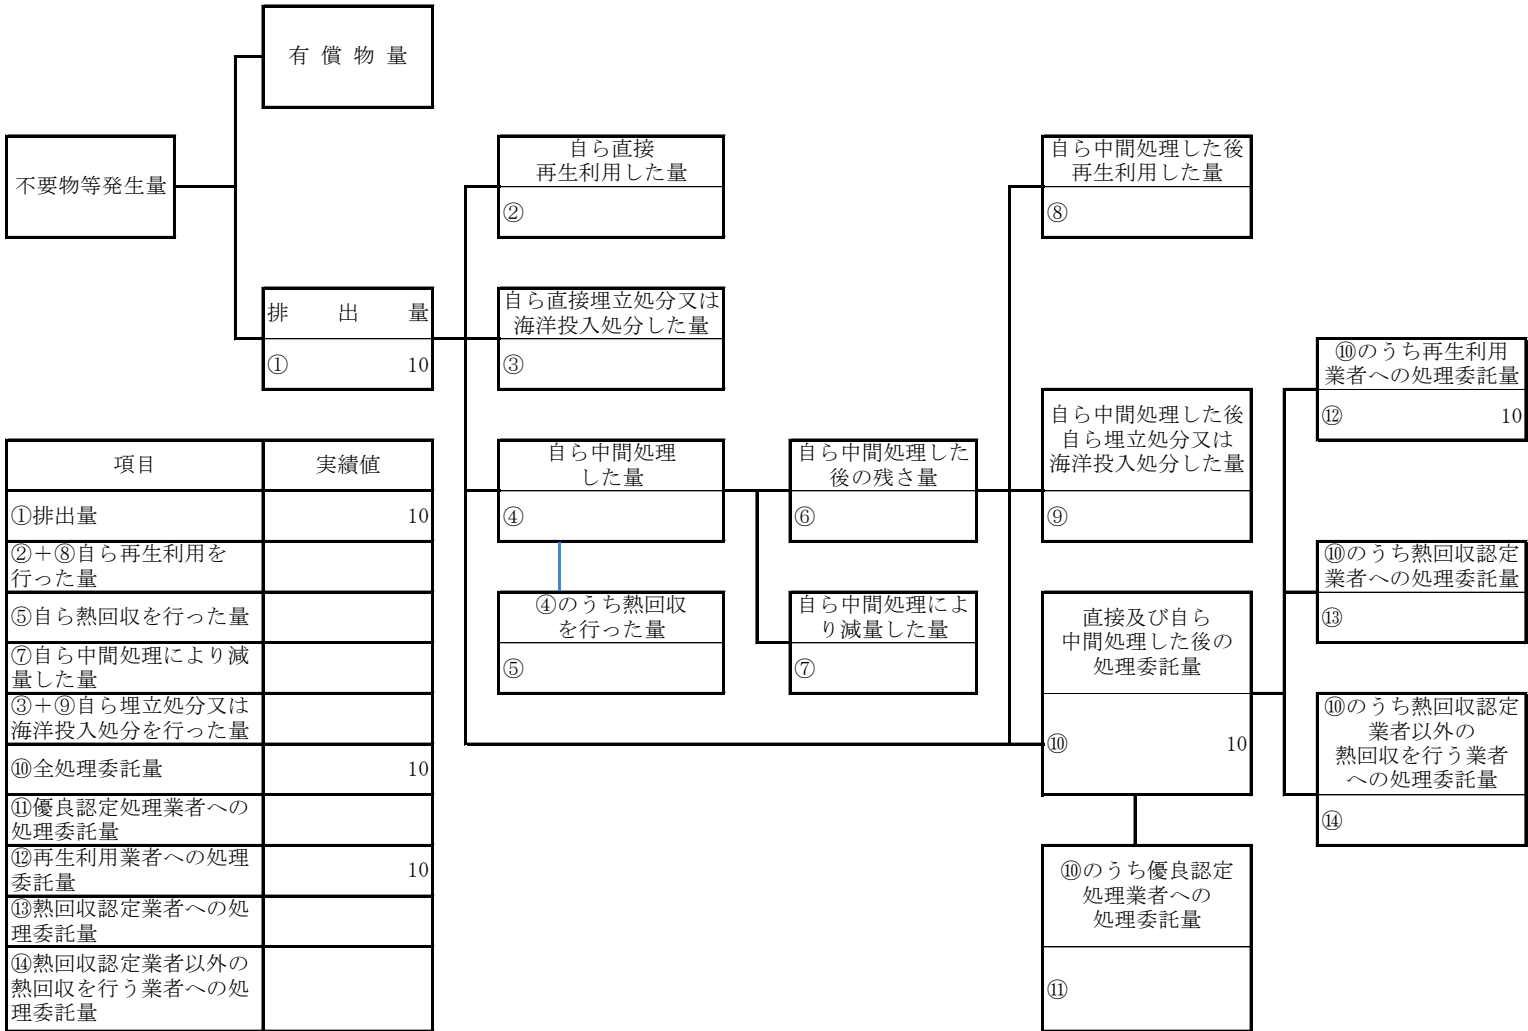 有 償 物 量
不要物等発生量
自ら直接
再生利用した量
②
自ら中間処理した後
再生利用した量
⑧
排 出 量
① 10
自ら直接埋立処分又は
海洋投入処分した量
③
⑩のうち再生利用
業者への処理委託量
⑫ 10
自ら中間処理
した量
④
自ら中間処理した
後の残さ量
⑥
自ら中間処理した後
自ら埋立処分又は
海洋投入処分した量
⑨
④のうち熱回収
を行った量
⑤
自ら中間処理によ
り減量した量
⑦
直接及び自ら
中間処理した後の
処理委託量
⑩ 10
⑩のうち熱回収認定
業者への処理委託量
⑬
⑩のうち熱回収認定
業者以外の
熱回収を行う業者
への処理委託量
⑭
⑩のうち優良認定
処理業者への
処理委託量
⑪
項目 実績値
①排出量 10
②+⑧自ら再生利用を
行った量
⑤自ら熱回収を行った量
⑦自ら中間処理により減
量した量
③+⑨自ら埋立処分又は
海洋投入処分を行った量
⑩全処理委託量 10
⑪優良認定処理業者への
処理委託量
⑫再生利用業者への処理
委託量 10
⑬熱回収認定業者への処
理委託量
⑭熱回収認定業者以外の
熱回収を行う業者への処
理委託量